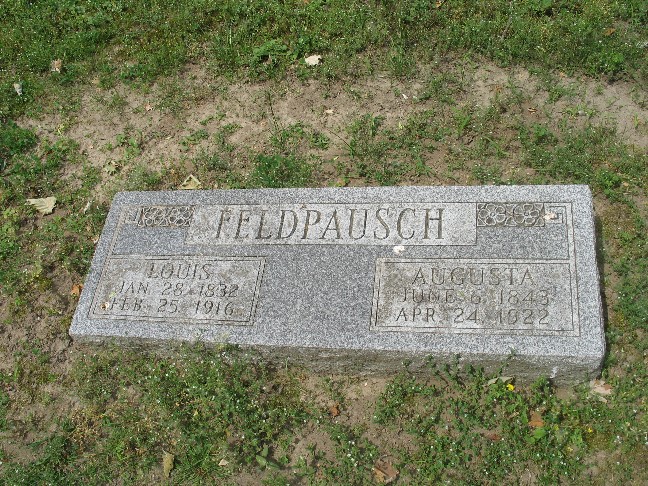 FELDPAUSCH
LOUIS
JAN. 28, 1832
FEB. 25, 1916
AUGUSTA
JUNE 6, 1843
APR. 24, 1922